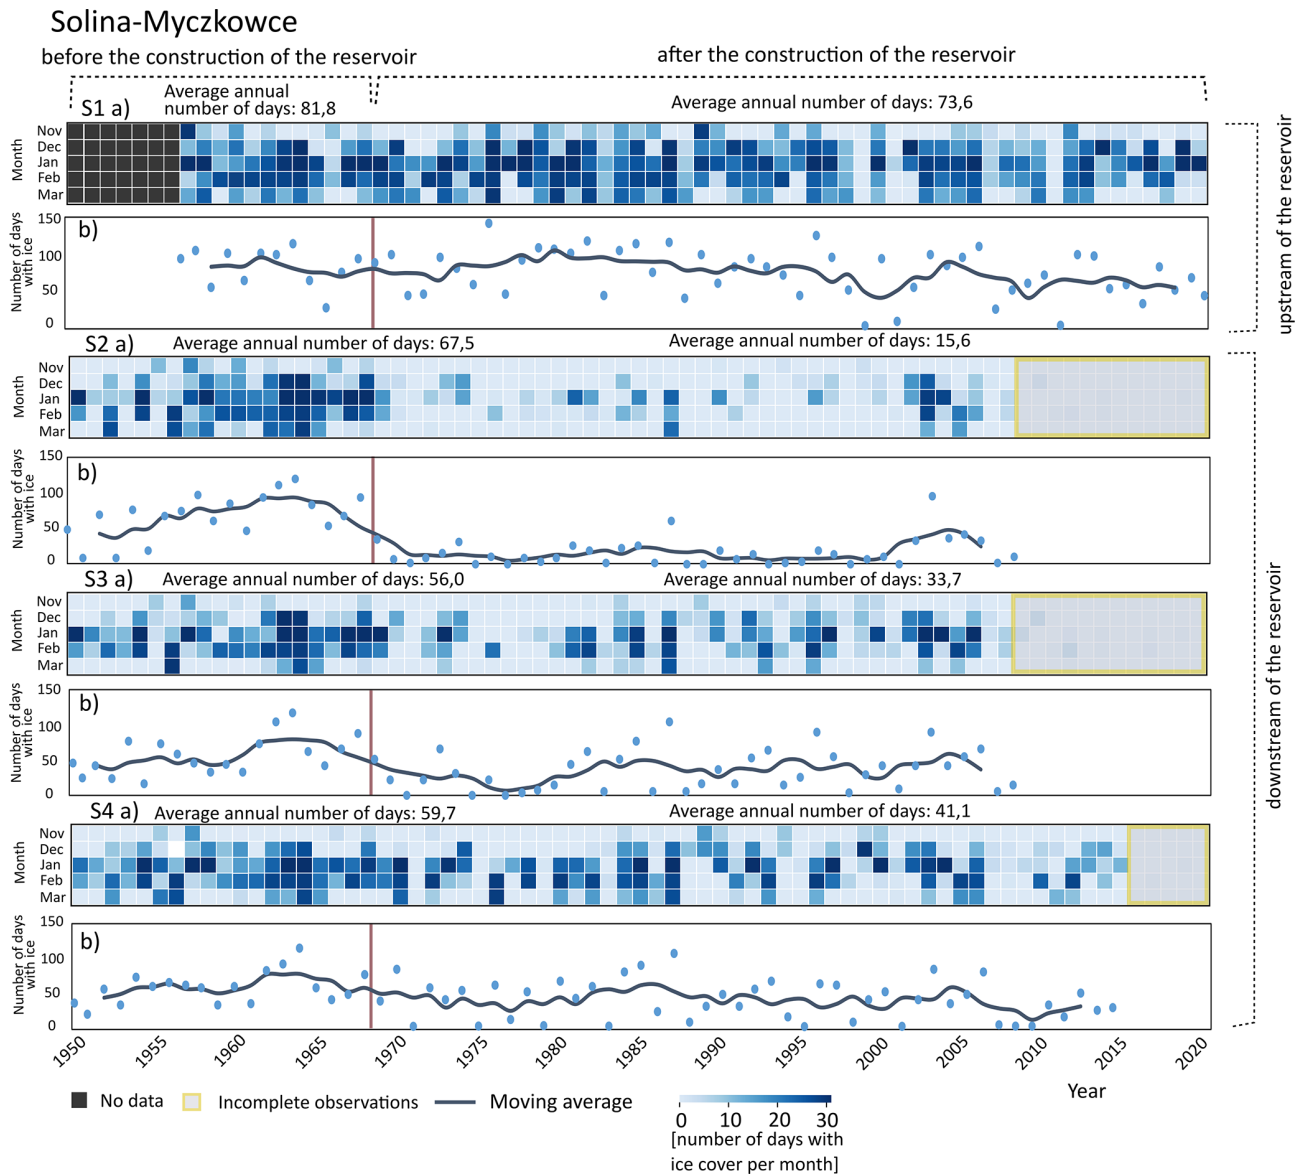 Solina-Myczkowce
before the construction of the reservoir
after the construction of the reservoir
S1 a)
Average annual
number of days: 81,8
Average annual number of days: 73,6
Month
Nov
Dec
Jan
Feb
Mar
b)
Number of days
with ice
150
100
50
0
upstream of the reservoir
S2 a)
Average annual number of days: 67,5
Average annual number of days: 15,6
Month
Nov
Dec
Jan
Feb
Mar
b)
Number of days
with ice
150
100
50
0
S3 a)
Average annual number of days: 56,0
Average annual number of days: 33,7
Month
Nov
Dec
Jan
Feb
Mar
b)
Number of days
with ice
150
100
50
0
S4 a)
Average annual number of days: 59,7
Average annual number of days: 41,1
Month
Nov
Dec
Jan
Feb
Mar
b)
Number of days
with ice
150
100
50
0
downstream of the reservoir
1950 1955 1960 1965 1970 1975 1980 1985 1990 1995 2000 2005 2010 2015 2020
Year
No data
Incomplete observations
Moving average
0 10 20 30
[number of days with
ice cover per month]